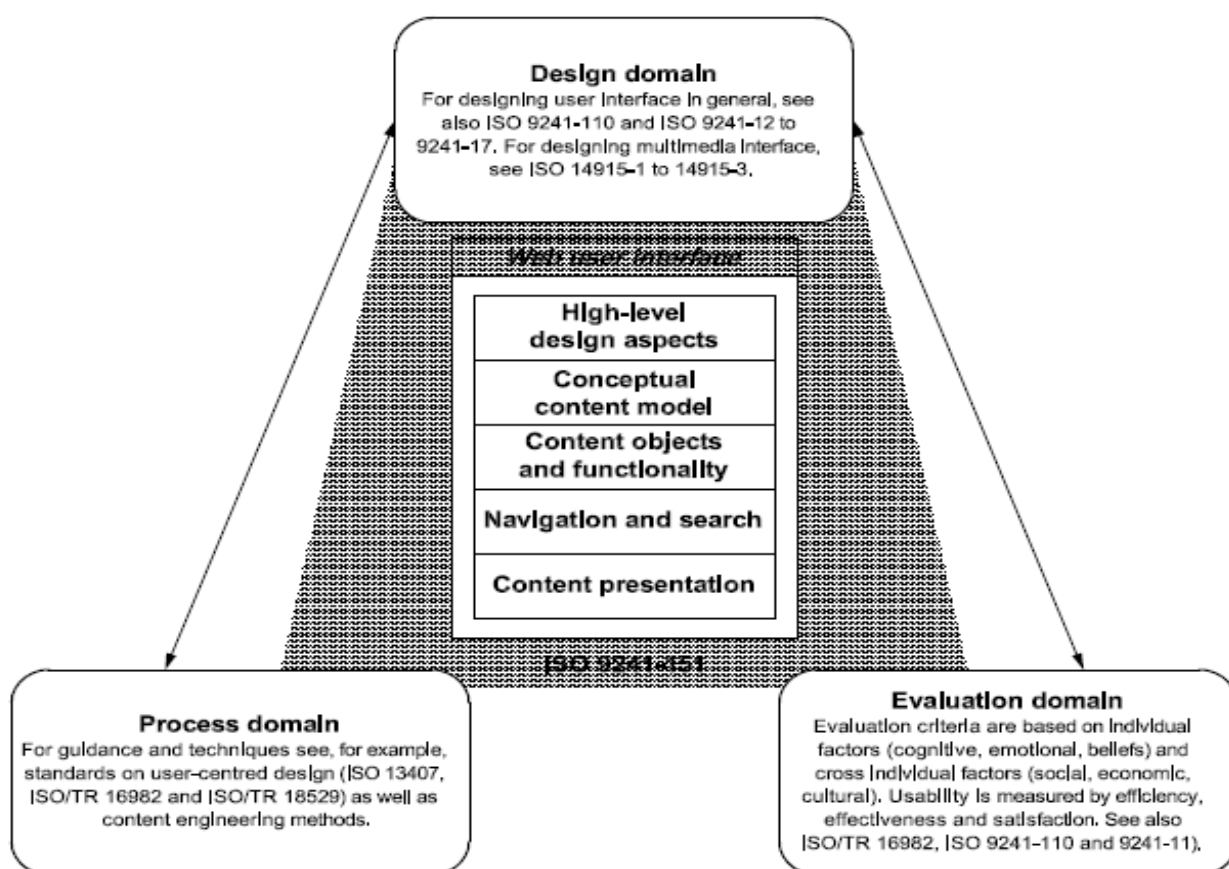 Design domain
For designing user interface in general, see
also ISO 9241-110 and ISO 9241-12 to
9241-17. For designing multimedia interface,
see ISO 14915-1 to 14915-3.
Web user interface
High-level
design aspects
Conceptual
content model
Content objects
and functionality
Navigation and search
Content presentation
ISO 9241-151
Process domain
For guidance and techniques see, for example,
standards on user-centred design (ISO 13407,
ISO/TR 16982 and ISO/TR 18529) as well as
content engineering methods.
Evaluation domain
Evaluation criteria are based on individual
factors (cognitive, emotional, beliefs) and
cross individual factors (social, economic,
cultural). Usability is measured by efficiency,
effectiveness and satisfaction. See also
ISO/TR 16982, ISO 9241-110 and 9241-11).